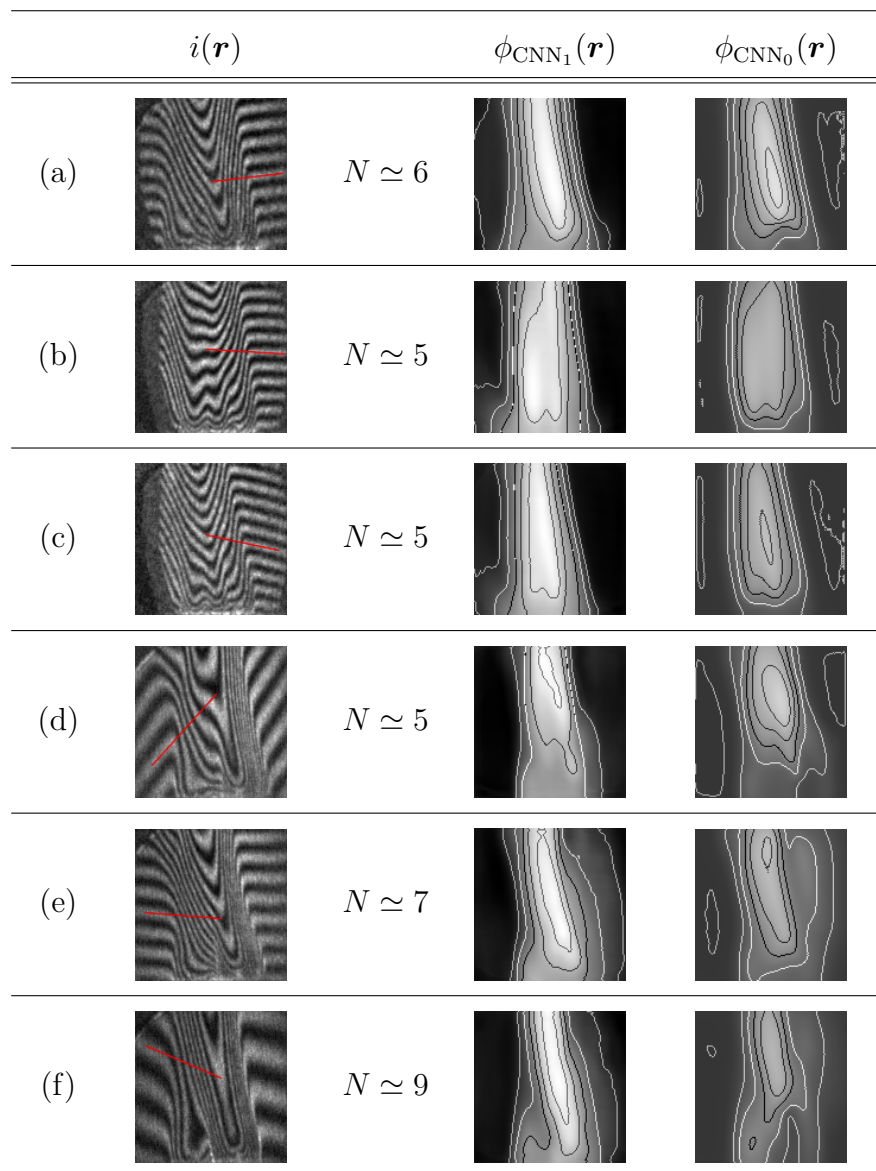 i(r) ϕCNN₁(r) ϕCNN₀(r)
(a) N ≃ 6
(b) N ≃ 5
(c) N ≃ 5
(d) N ≃ 5
(e) N ≃ 7
(f) N ≃ 9